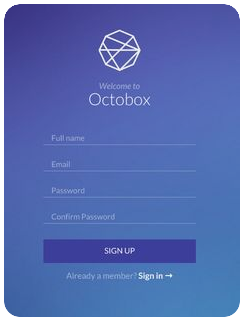 Welcome to
Octobox
Full name
Email
Password
Confirm Password
SIGN UP
Already a member? Sign in →